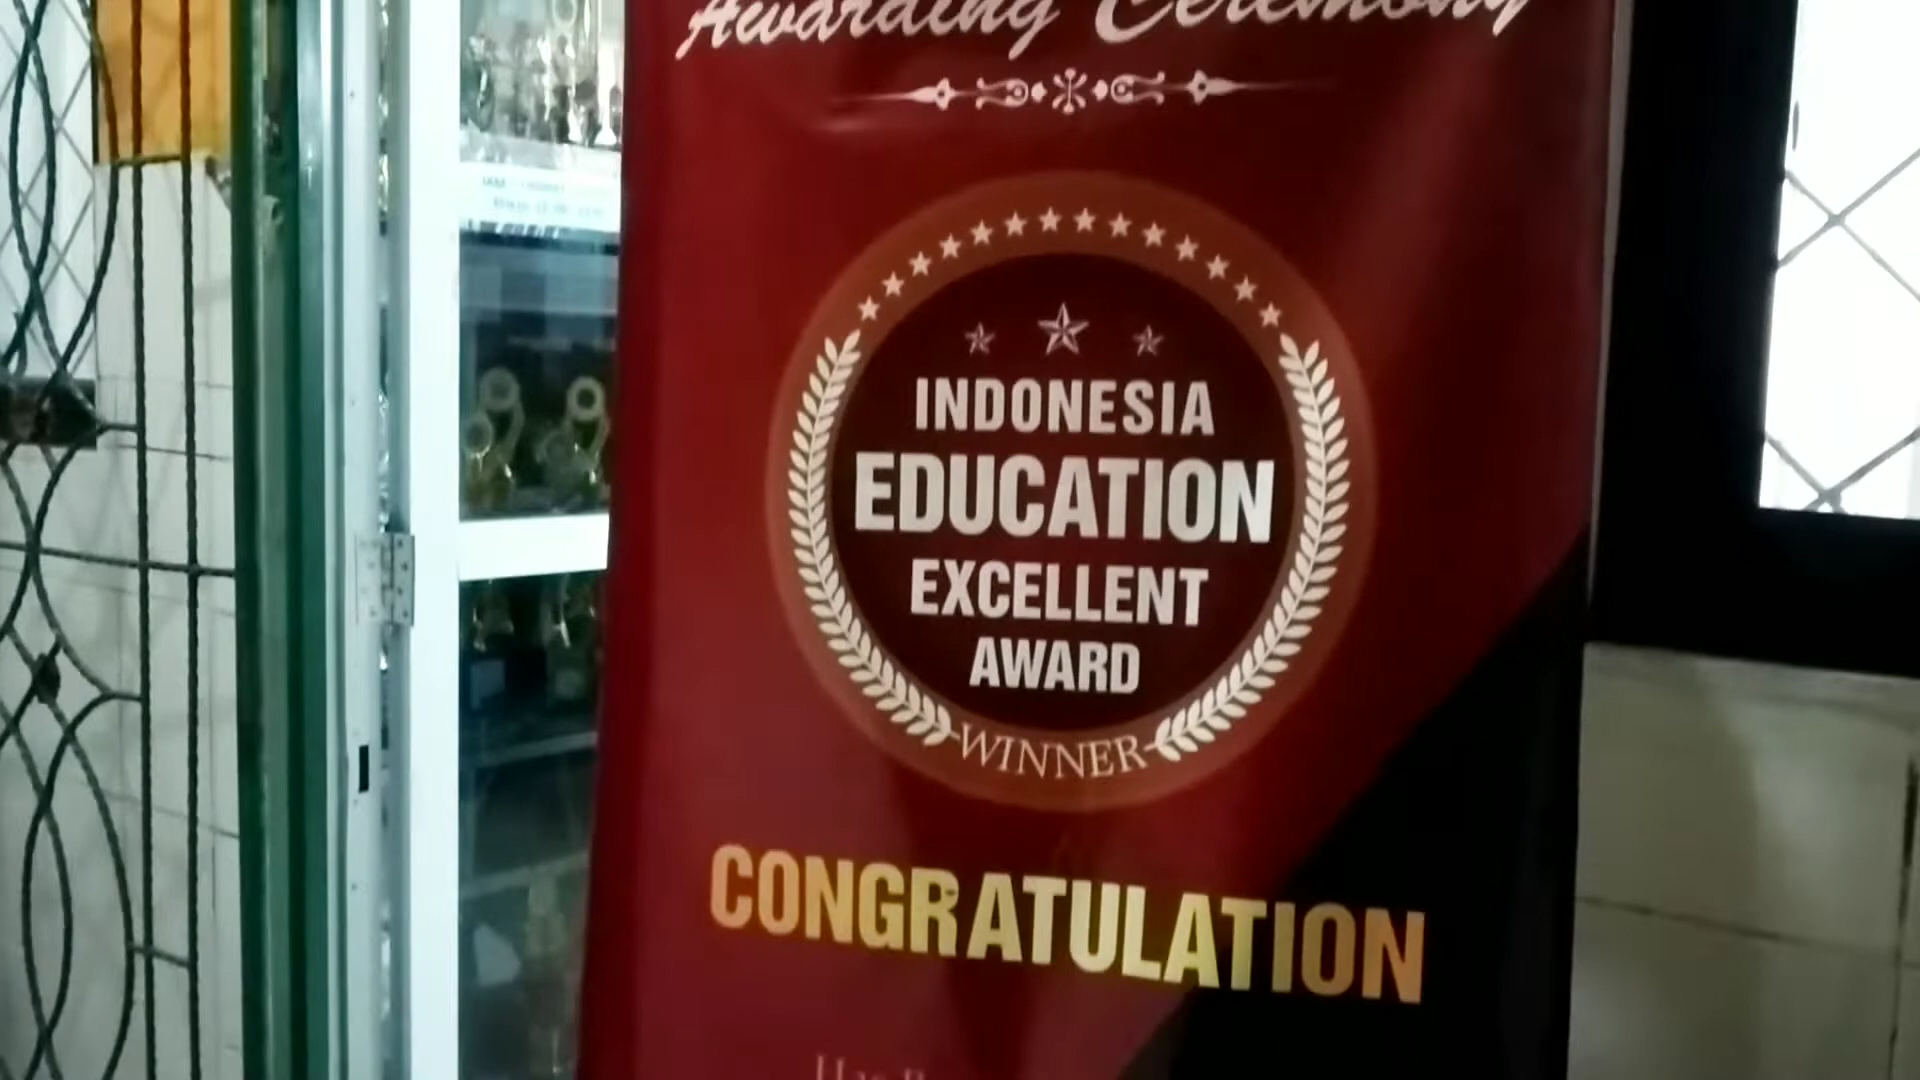 Awarding Ceremony
INDONESIA
EDUCATION
EXCELLENT
AWARD
WINNER
CONGRATULATION